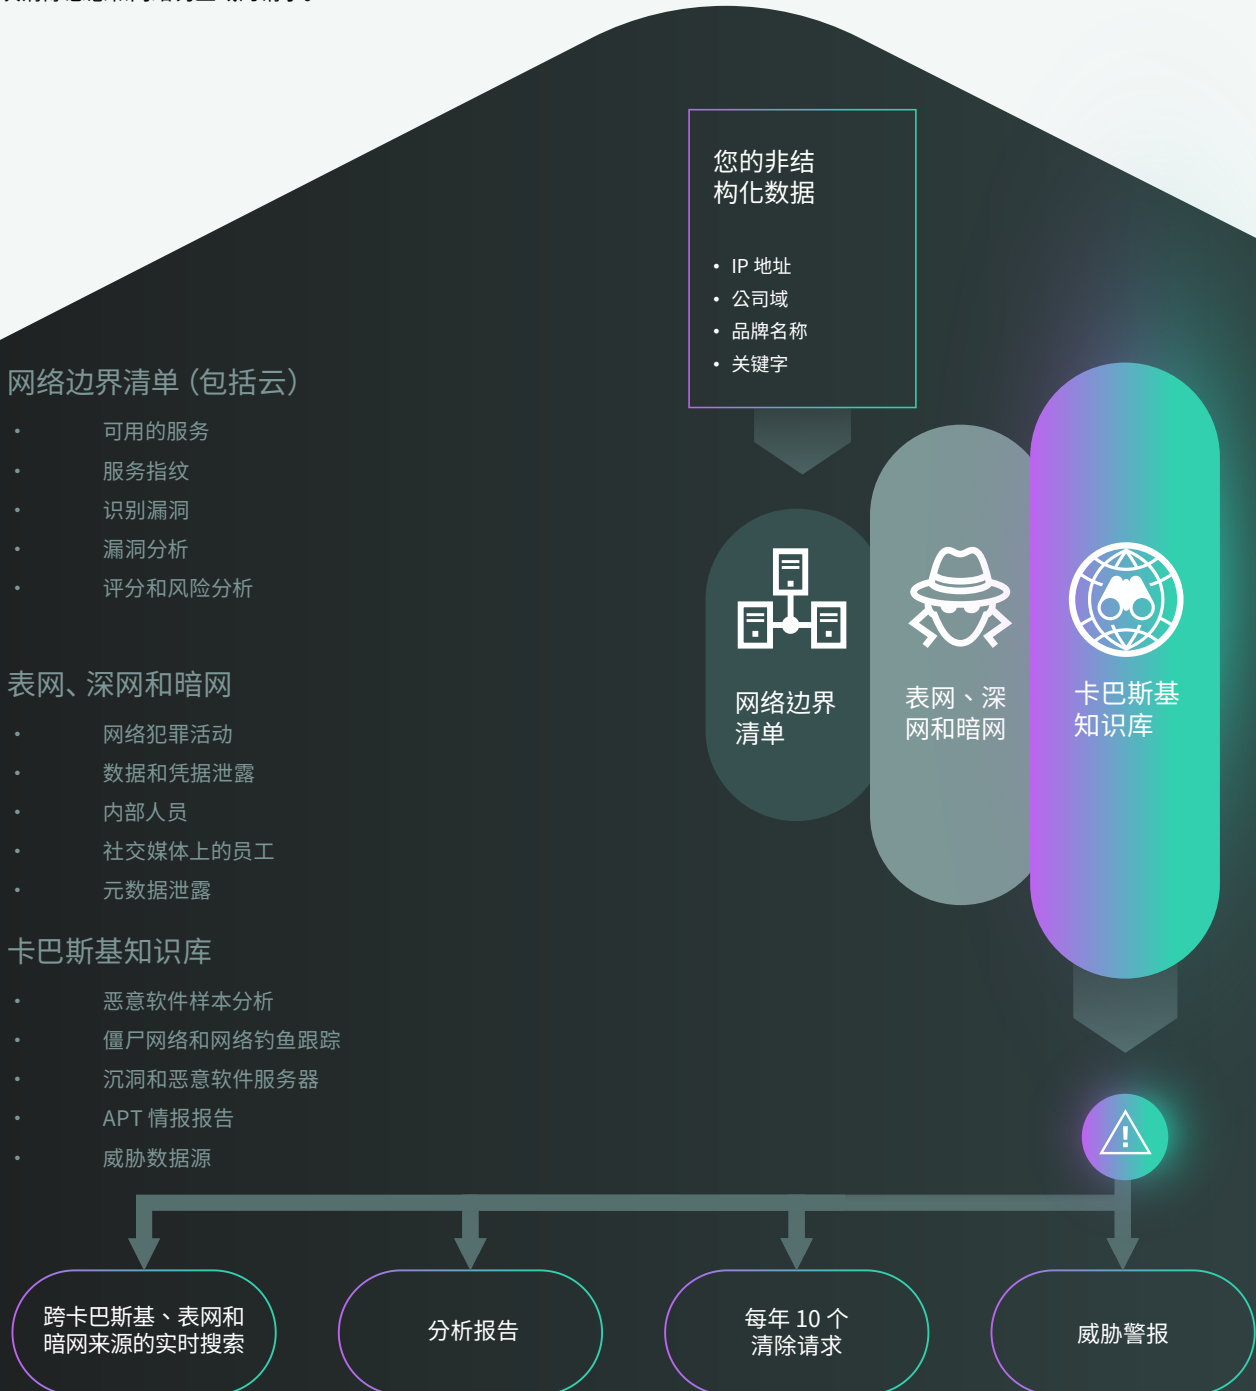 您的非结
构化数据
• IP 地址
• 公司域
• 品牌名称
• 关键字
网络边界清单（包括云）
• 可用的服务
• 服务指纹
• 识别漏洞
• 漏洞分析
• 评分和风险分析
表网、深网和暗网
• 网络犯罪活动
• 数据和凭据泄露
• 内部人员
• 社交媒体上的员工
• 元数据泄露
卡巴斯基知识库
• 恶意软件样本分析
• 僵尸网络和网络钓鱼跟踪
• 沉洞和恶意软件服务器
• APT 情报报告
• 威胁数据源
网络边界
清单
表网、深
网和暗网
卡巴斯基
知识库
跨卡巴斯基、表网和
暗网来源的实时搜索
分析报告
每年 10 个
清除请求
威胁警报